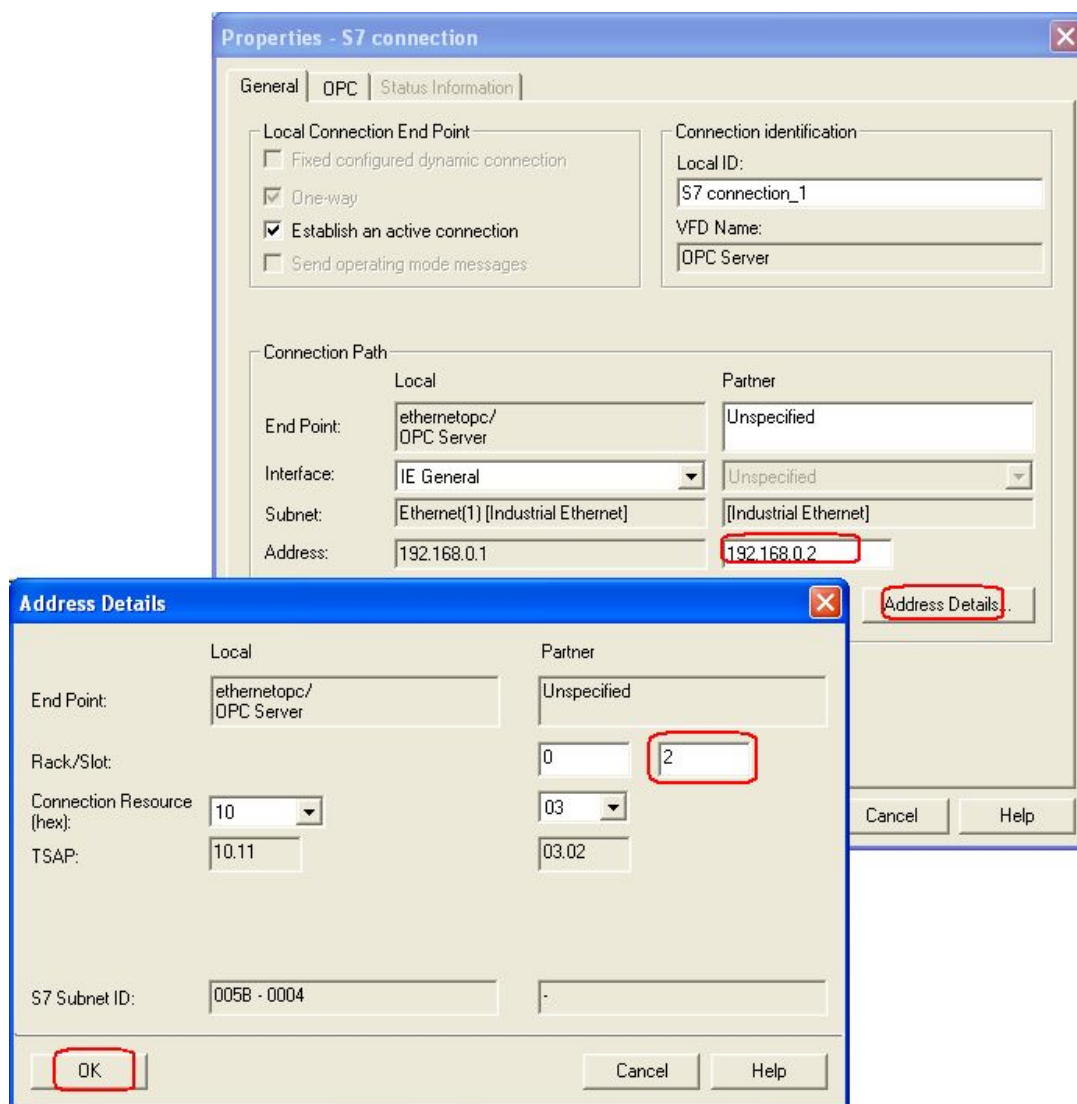 Properties - S7 connection
General OPC Status Information
Local Connection End Point
Fixed configured dynamic connection
One-way
Establish an active connection
Send operating mode messages
Connection identification
Local ID:
S7 connection_1
VFD Name:
OPC Server
Connection Path
Local Partner
End Point: ethernetopc/ Unspecified
OPC Server
Interface: IE General Unspecified
Subnet: Ethernet(1) [Industrial Ethernet] [Industrial Ethernet]
Address: 192.168.0.1 192.168.0.2
Address Details...
Cancel Help
Address Details
Local Partner
End Point: ethernetopc/ Unspecified
OPC Server
Rack/Slot: 0 2
Connection Resource
(hex): 10 03
TSAP: 10.11 03.02
S7 Subnet ID: 005B - 0004 -
OK Cancel Help